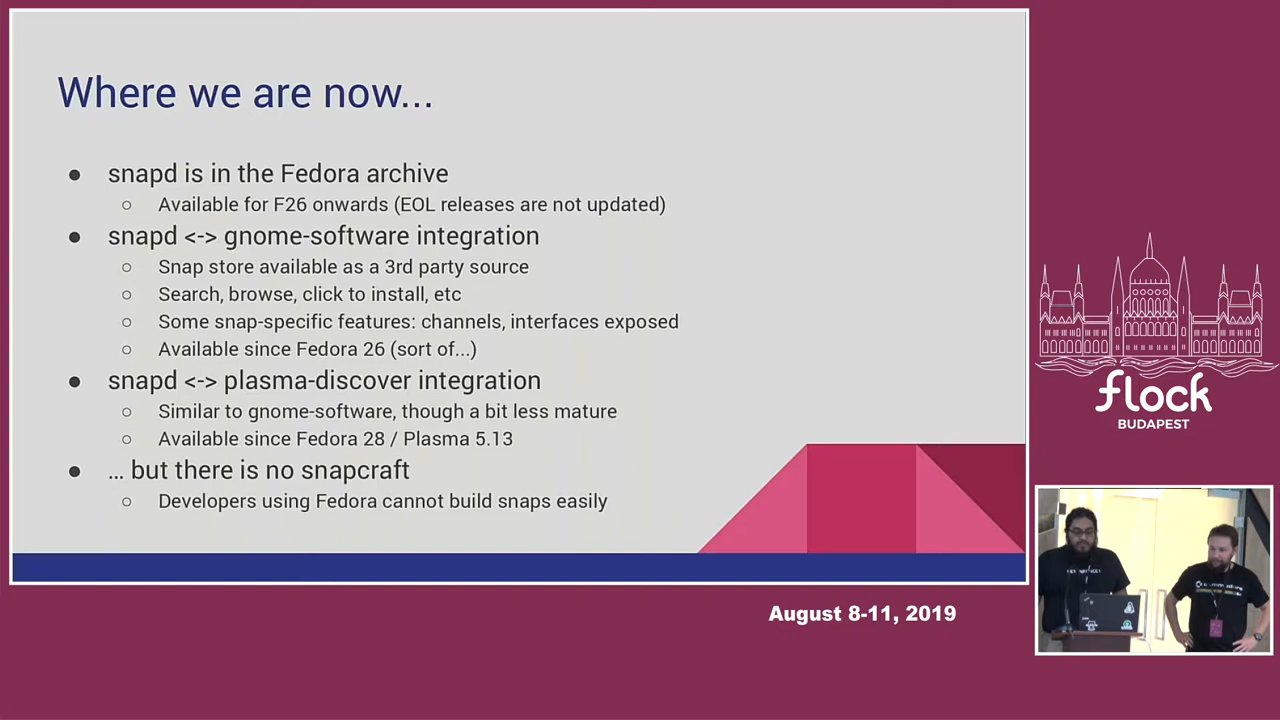 Where we are now...
● snapd is in the Fedora archive
○ Available for F26 onwards (EOL releases are not updated)
● snapd <-> gnome-software integration
○ Snap store available as a 3rd party source
○ Search, browse, click to install, etc
○ Some snap-specific features: channels, interfaces exposed
○ Available since Fedora 26 (sort of...)
● snapd <-> plasma-discover integration
○ Similar to gnome-software, though a bit less mature
○ Available since Fedora 28 / Plasma 5.13
● ... but there is no snapcraft
○ Developers using Fedora cannot build snaps easily
flock
BUDAPEST
August 8-11, 2019